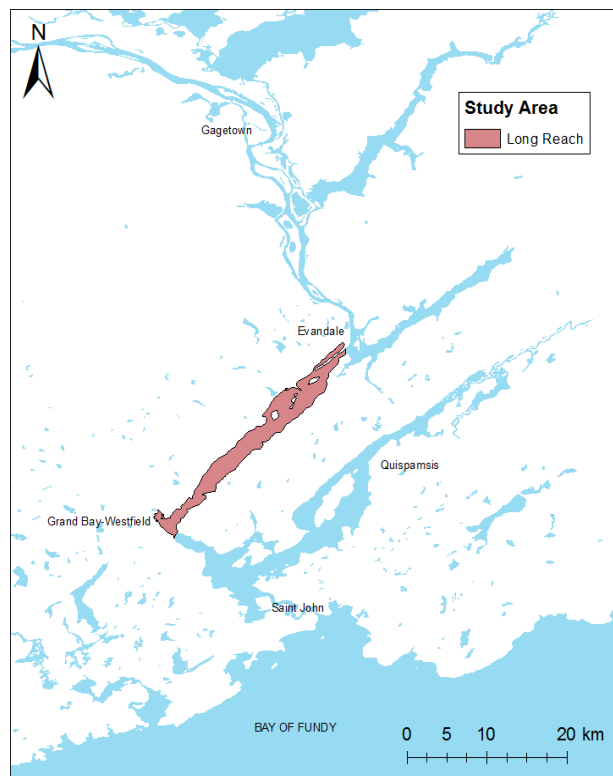 N
Gagetown
Study Area
Long Reach
Evandale
Quispamsis
Grand Bay-Westfield
Saint John
BAY OF FUNDY
0 5 10 20 km